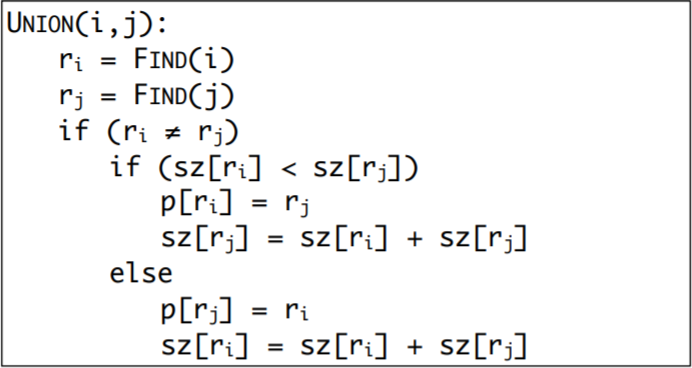 UNION(i,j):
rᵢ = FIND(i)
rⱼ = FIND(j)
if (rᵢ ≠ rⱼ)
if (sz[rᵢ] < sz[rⱼ])
p[rᵢ] = rⱼ
sz[rⱼ] = sz[rᵢ] + sz[rⱼ]
else
p[rⱼ] = rᵢ
sz[rᵢ] = sz[rᵢ] + sz[rⱼ]